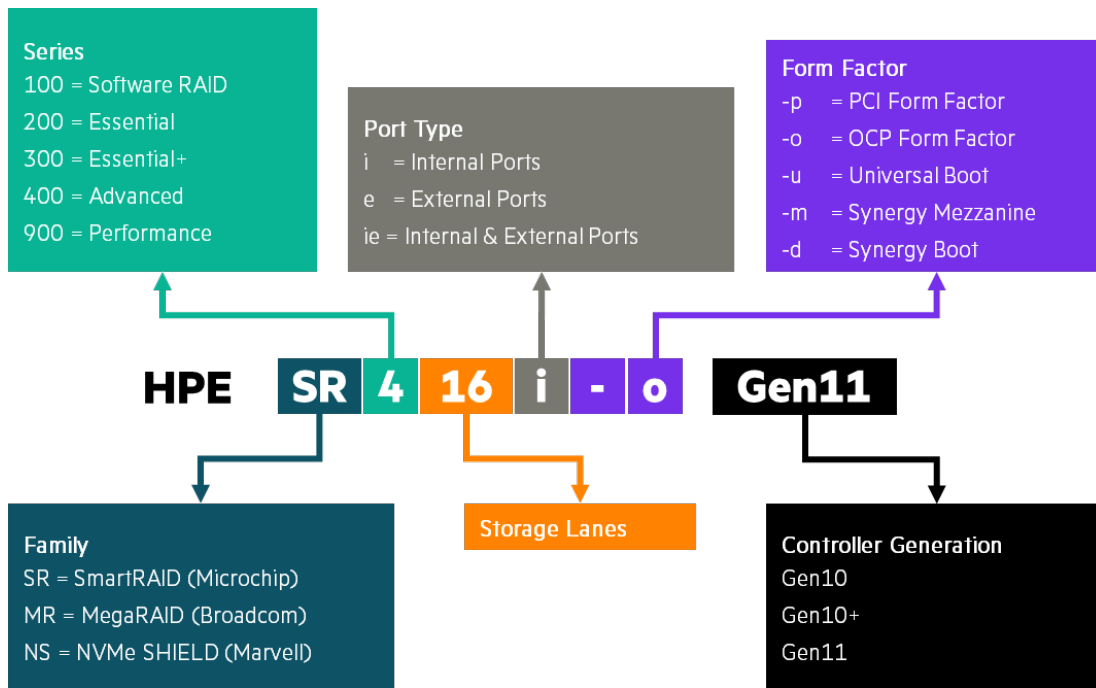 Series
100 = Software RAID
200 = Essential
300 = Essential+
400 = Advanced
900 = Performance
Port Type
i = Internal Ports
e = External Ports
ie = Internal & External Ports
Form Factor
-p = PCI Form Factor
-o = OCP Form Factor
-u = Universal Boot
-m = Synergy Mezzanine
-d = Synergy Boot
HPE SR 4 16 i - o Gen11
Family
SR = SmartRAID (Microchip)
MR = MegaRAID (Broadcom)
NS = NVMe SHIELD (Marvell)
Storage Lanes
Controller Generation
Gen10
Gen10+
Gen11